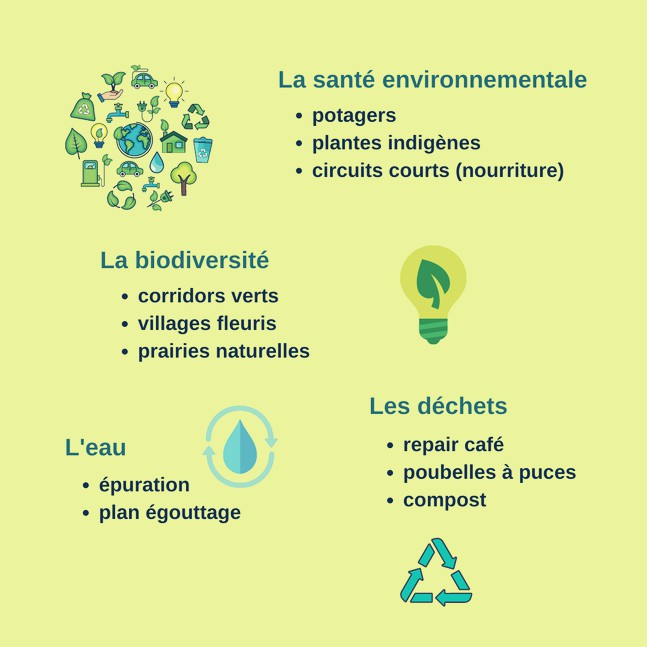 La santé environnementale
• potagers
• plantes indigènes
• circuits courts (nourriture)
La biodiversité
• corridors verts
• villages fleuris
• prairies naturelles
Les déchets
• repair café
• poubelles à puces
• compost
L'eau
• épuration
• plan égouttage